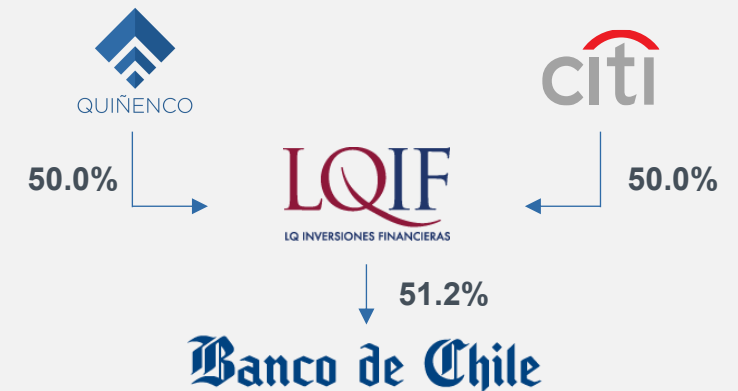 QUIÑENCO
citi
50.0%
50.0%
LQIF
LQ INVERSIONES FINANCIERAS
51.2%
Banco de Chile